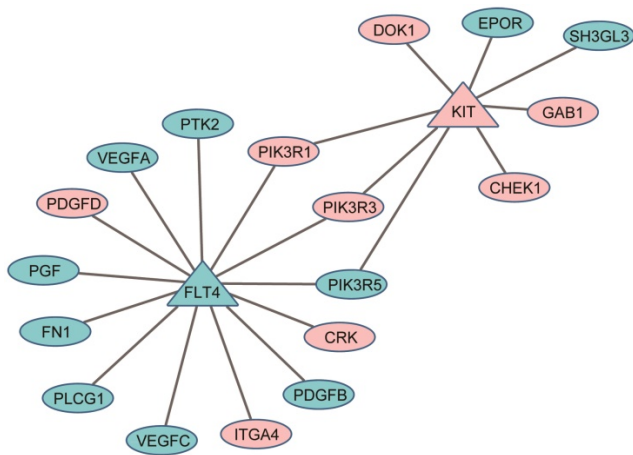 DOK1
EPOR
SH3GL3
KIT
GAB1
PTK2
PIK3R1
VEGFA
CHEK1
PDGFD
PIK3R3
PGF
FLT4
PIK3R5
FN1
CRK
PLCG1
PDGFB
VEGFC
ITGA4